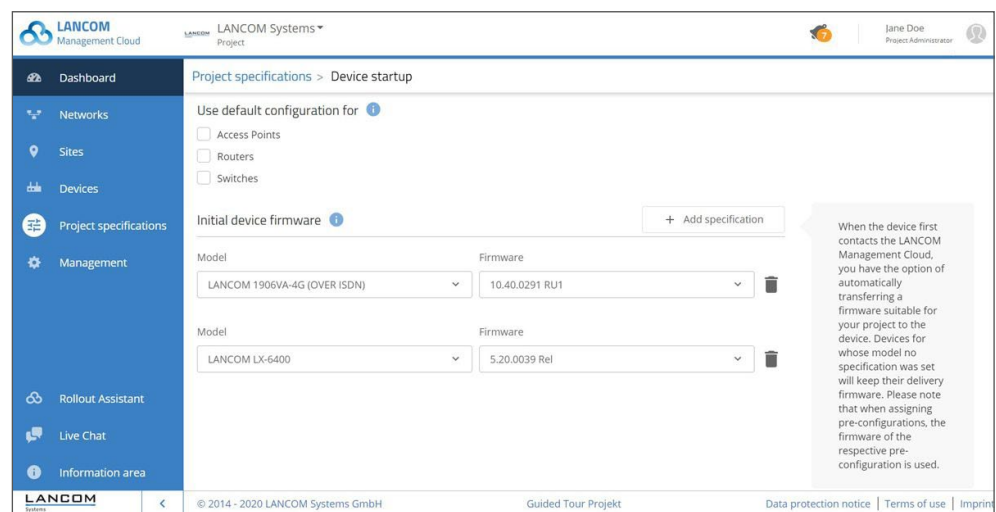 LANCOM
Management Cloud
LANCOM
LANCOM Systems
Project
7
Jane Doe
Project Administrator
Dashboard
Networks
Sites
Devices
Project specifications
Management
Rollout Assistant
Live Chat
Information area
LANCOM
Systems
Project specifications > Device startup
Use default configuration for
Access Points
Routers
Switches
Initial device firmware
+ Add specification
Model
Firmware
LANCOM 1906VA-4G (OVER ISDN)
10.40.0291 RU1
Model
Firmware
LANCOM LX-6400
5.20.0039 Rel
When the device first
contacts the LANCOM
Management Cloud,
you have the option of
automatically
transferring a
firmware suitable for
your project to the
device. Devices for
whose model no
specification was set
will keep their delivery
firmware. Please note
that when assigning
pre-configurations, the
firmware of the
respective pre-
configuration is used.
© 2014 - 2020 LANCOM Systems GmbH
Guided Tour Projekt
Data protection notice | Terms of use | Imprint